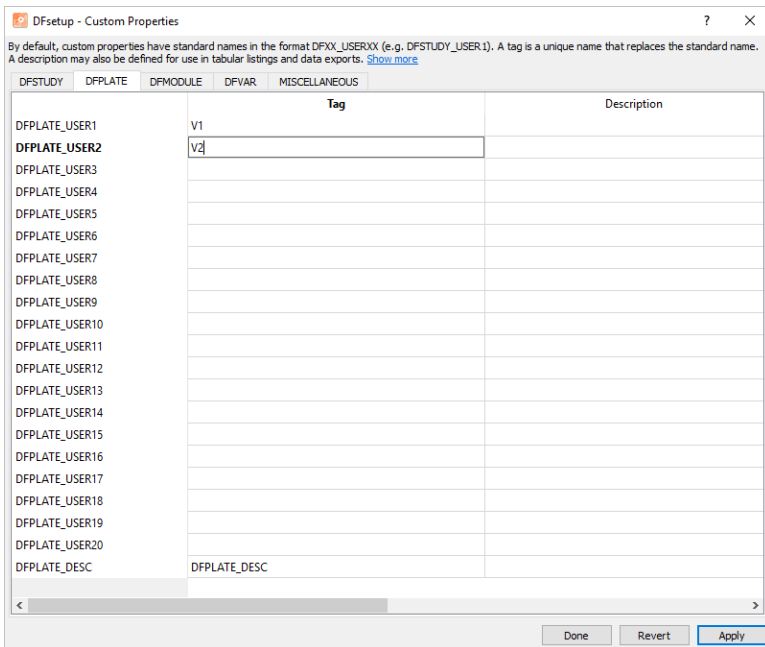 DFsetup - Custom Properties ? ×
By default, custom properties have standard names in the format DFXX_USERXX (e.g. DFSTUDY_USER1). A tag is a unique name that replaces the standard name.
A description may also be defined for use in tabular listings and data exports. Show more
DFSTUDY DFPLATE DFMODULE DFVAR MISCELLANEOUS
Tag Description
DFPLATE_USER1 V1
DFPLATE_USER2 V2
DFPLATE_USER3
DFPLATE_USER4
DFPLATE_USER5
DFPLATE_USER6
DFPLATE_USER7
DFPLATE_USER8
DFPLATE_USER9
DFPLATE_USER10
DFPLATE_USER11
DFPLATE_USER12
DFPLATE_USER13
DFPLATE_USER14
DFPLATE_USER15
DFPLATE_USER16
DFPLATE_USER17
DFPLATE_USER18
DFPLATE_USER19
DFPLATE_USER20
DFPLATE_DESC DFPLATE_DESC
Done Revert Apply